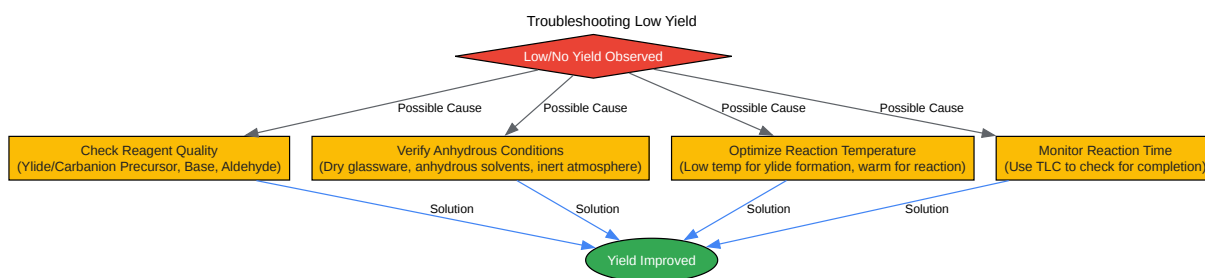 Troubleshooting Low Yield
Low/No Yield Observed
Possible Cause
Possible Cause
Possible Cause
Possible Cause
Check Reagent Quality
(Ylide/Carbanion Precursor, Base, Aldehyde)
Verify Anhydrous Conditions
(Dry glassware, anhydrous solvents, inert atmosphere)
Optimize Reaction Temperature
(Low temp for ylide formation, warm for reaction)
Monitor Reaction Time
(Use TLC to check for completion)
Solution
Solution
Solution
Solution
Yield Improved